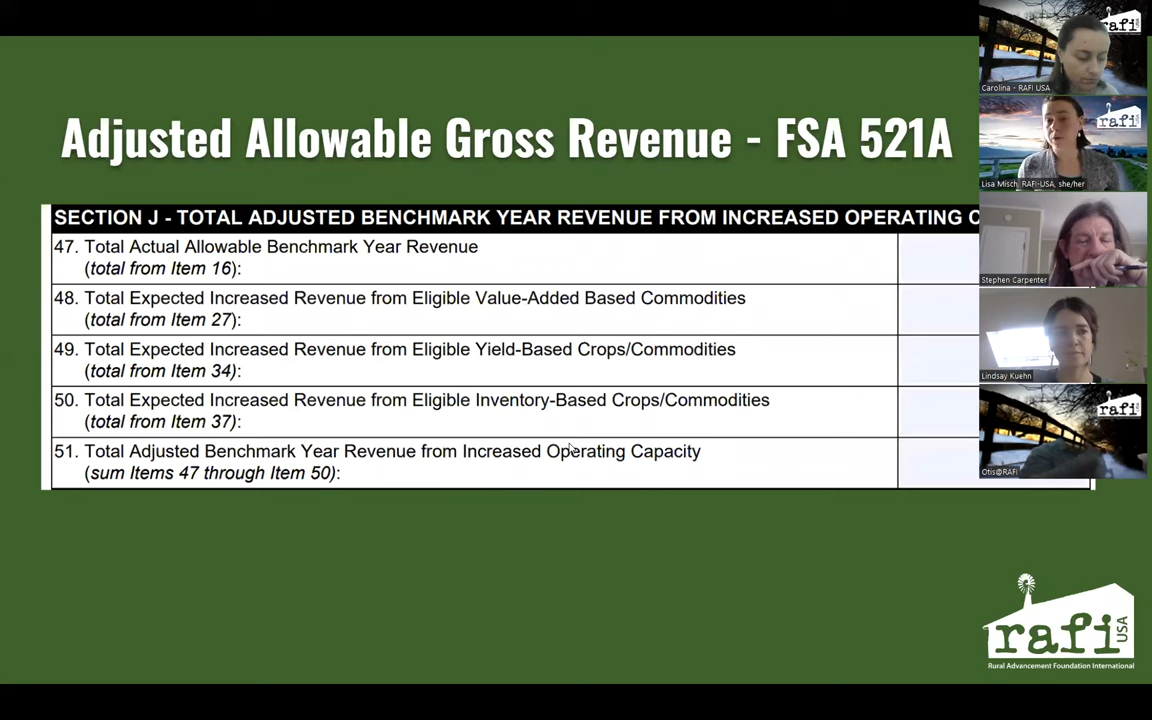 Adjusted Allowable Gross Revenue - FSA 521A
SECTION J - TOTAL ADJUSTED BENCHMARK YEAR REVENUE FROM INCREASED OPERATING
47. Total Actual Allowable Benchmark Year Revenue
(total from Item 16):
48. Total Expected Increased Revenue from Eligible Value-Added Based Commodities
(total from Item 27):
49. Total Expected Increased Revenue from Eligible Yield-Based Crops/Commodities
(total from Item 34):
50. Total Expected Increased Revenue from Eligible Inventory-Based Crops/Commodities
(total from Item 37):
51. Total Adjusted Benchmark Year Revenue from Increased Operating Capacity
(sum Items 47 through Item 50):
rafi
Carolina - RAFI USA
rafi
Lisa Misch, RAFI-USA, she/her
Stephen Carpenter
Lindsay Kuehn
rafi
Otis@RAFI
rafi USA
Rural Advancement Foundation International